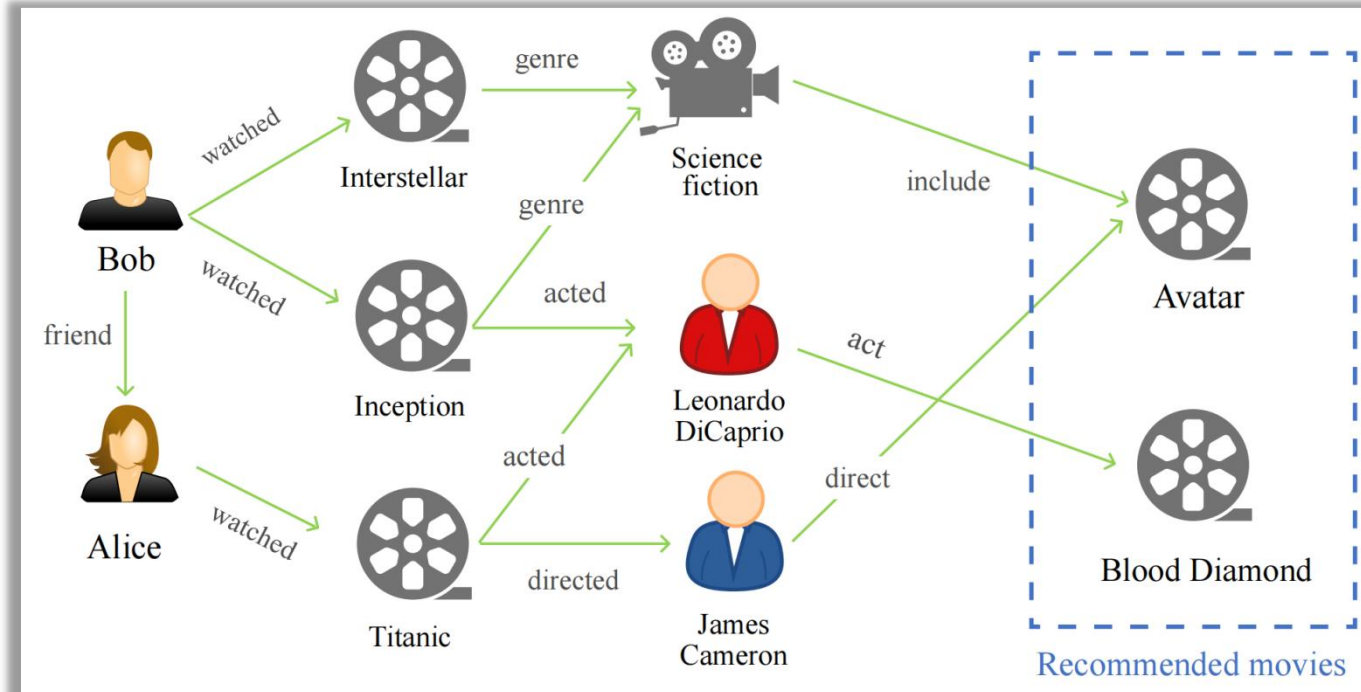 genre
watched
Interstellar
Science
fiction
include
genre
Bob
watched
acted
Avatar
friend
act
Inception
Leonardo
DiCaprio
acted
direct
watched
Alice
directed
Blood Diamond
Titanic
James
Cameron
Recommended movies